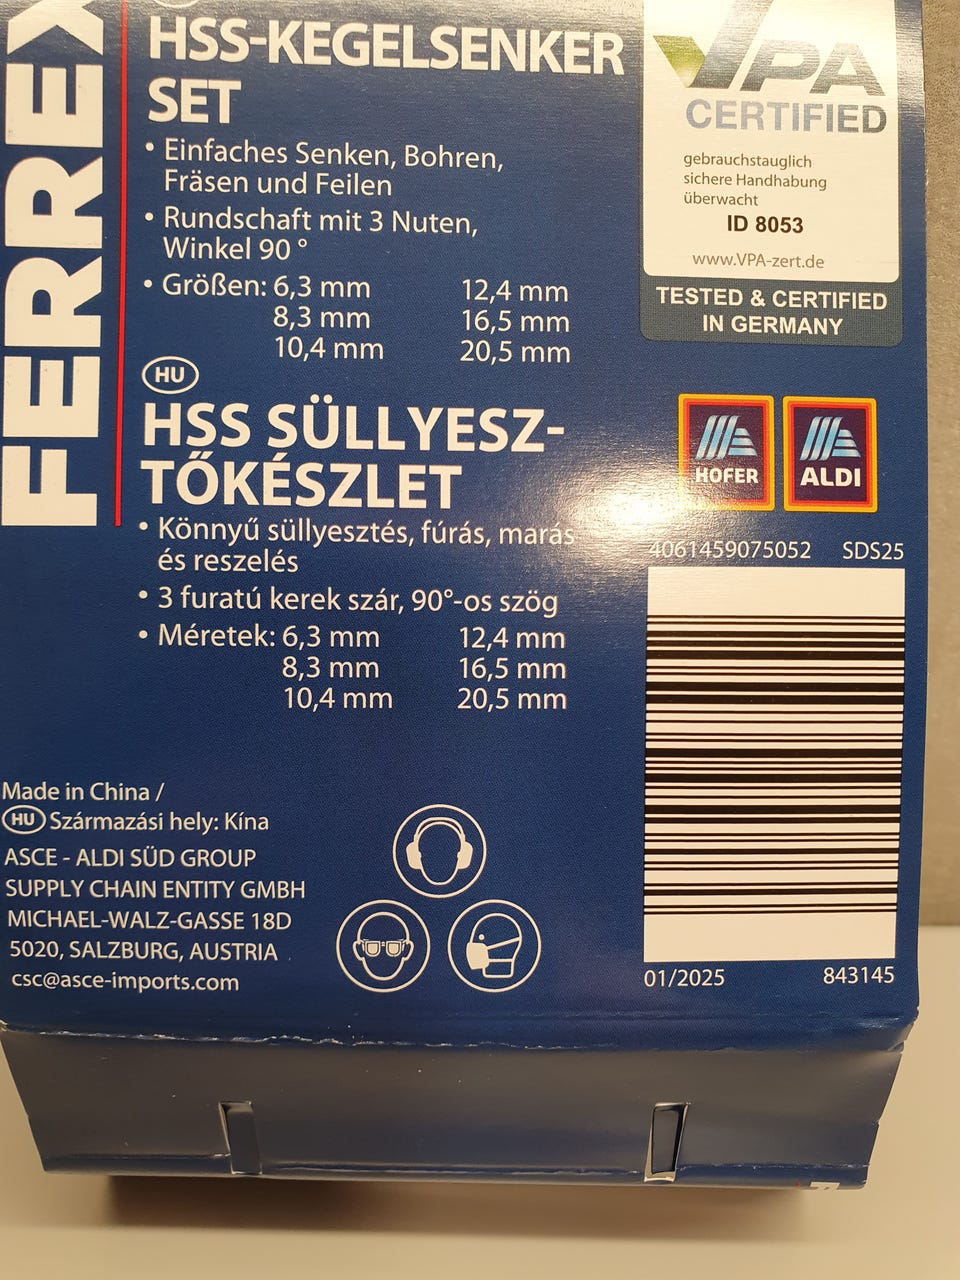 FERREX
HSS-KEGELSENKER
SET
• Einfaches Senken, Bohren,
Fräsen und Feilen
• Rundschaft mit 3 Nuten,
Winkel 90 °
• Größen: 6,3 mm 12,4 mm
8,3 mm 16,5 mm
10,4 mm 20,5 mm
HU
HSS SÜLLYESZ-
TŐKÉSZLET
• Könnyű süllyesztés, fúrás, marás
és reszelés
• 3 furatú kerek szár, 90°-os szög
• Méretek: 6,3 mm 12,4 mm
8,3 mm 16,5 mm
10,4 mm 20,5 mm
Made in China /
HU Származási hely: Kína
ASCE - ALDI SÜD GROUP
SUPPLY CHAIN ENTITY GMBH
MICHAEL-WALZ-GASSE 18D
5020, SALZBURG, AUSTRIA
csc@asce-imports.com
VPA
CERTIFIED
gebrauchstauglich
sichere Handhabung
überwacht
ID 8053
www.VPA-zert.de
TESTED & CERTIFIED
IN GERMANY
HOFER ALDI
4061459075052 SDS25
01/2025 843145